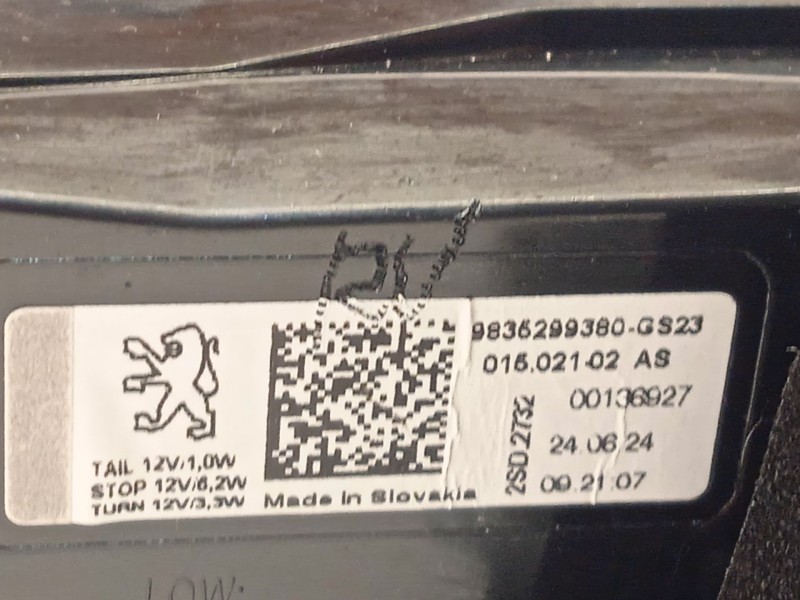 TAIL 12V/1,0W
STOP 12V/6,2W
TURN 12V/3,3W
Made in Slovakia
9836299380-GS23
015.021-02 AS
2SD.2732
00136927
24.06.24
09:21:07
LOW: